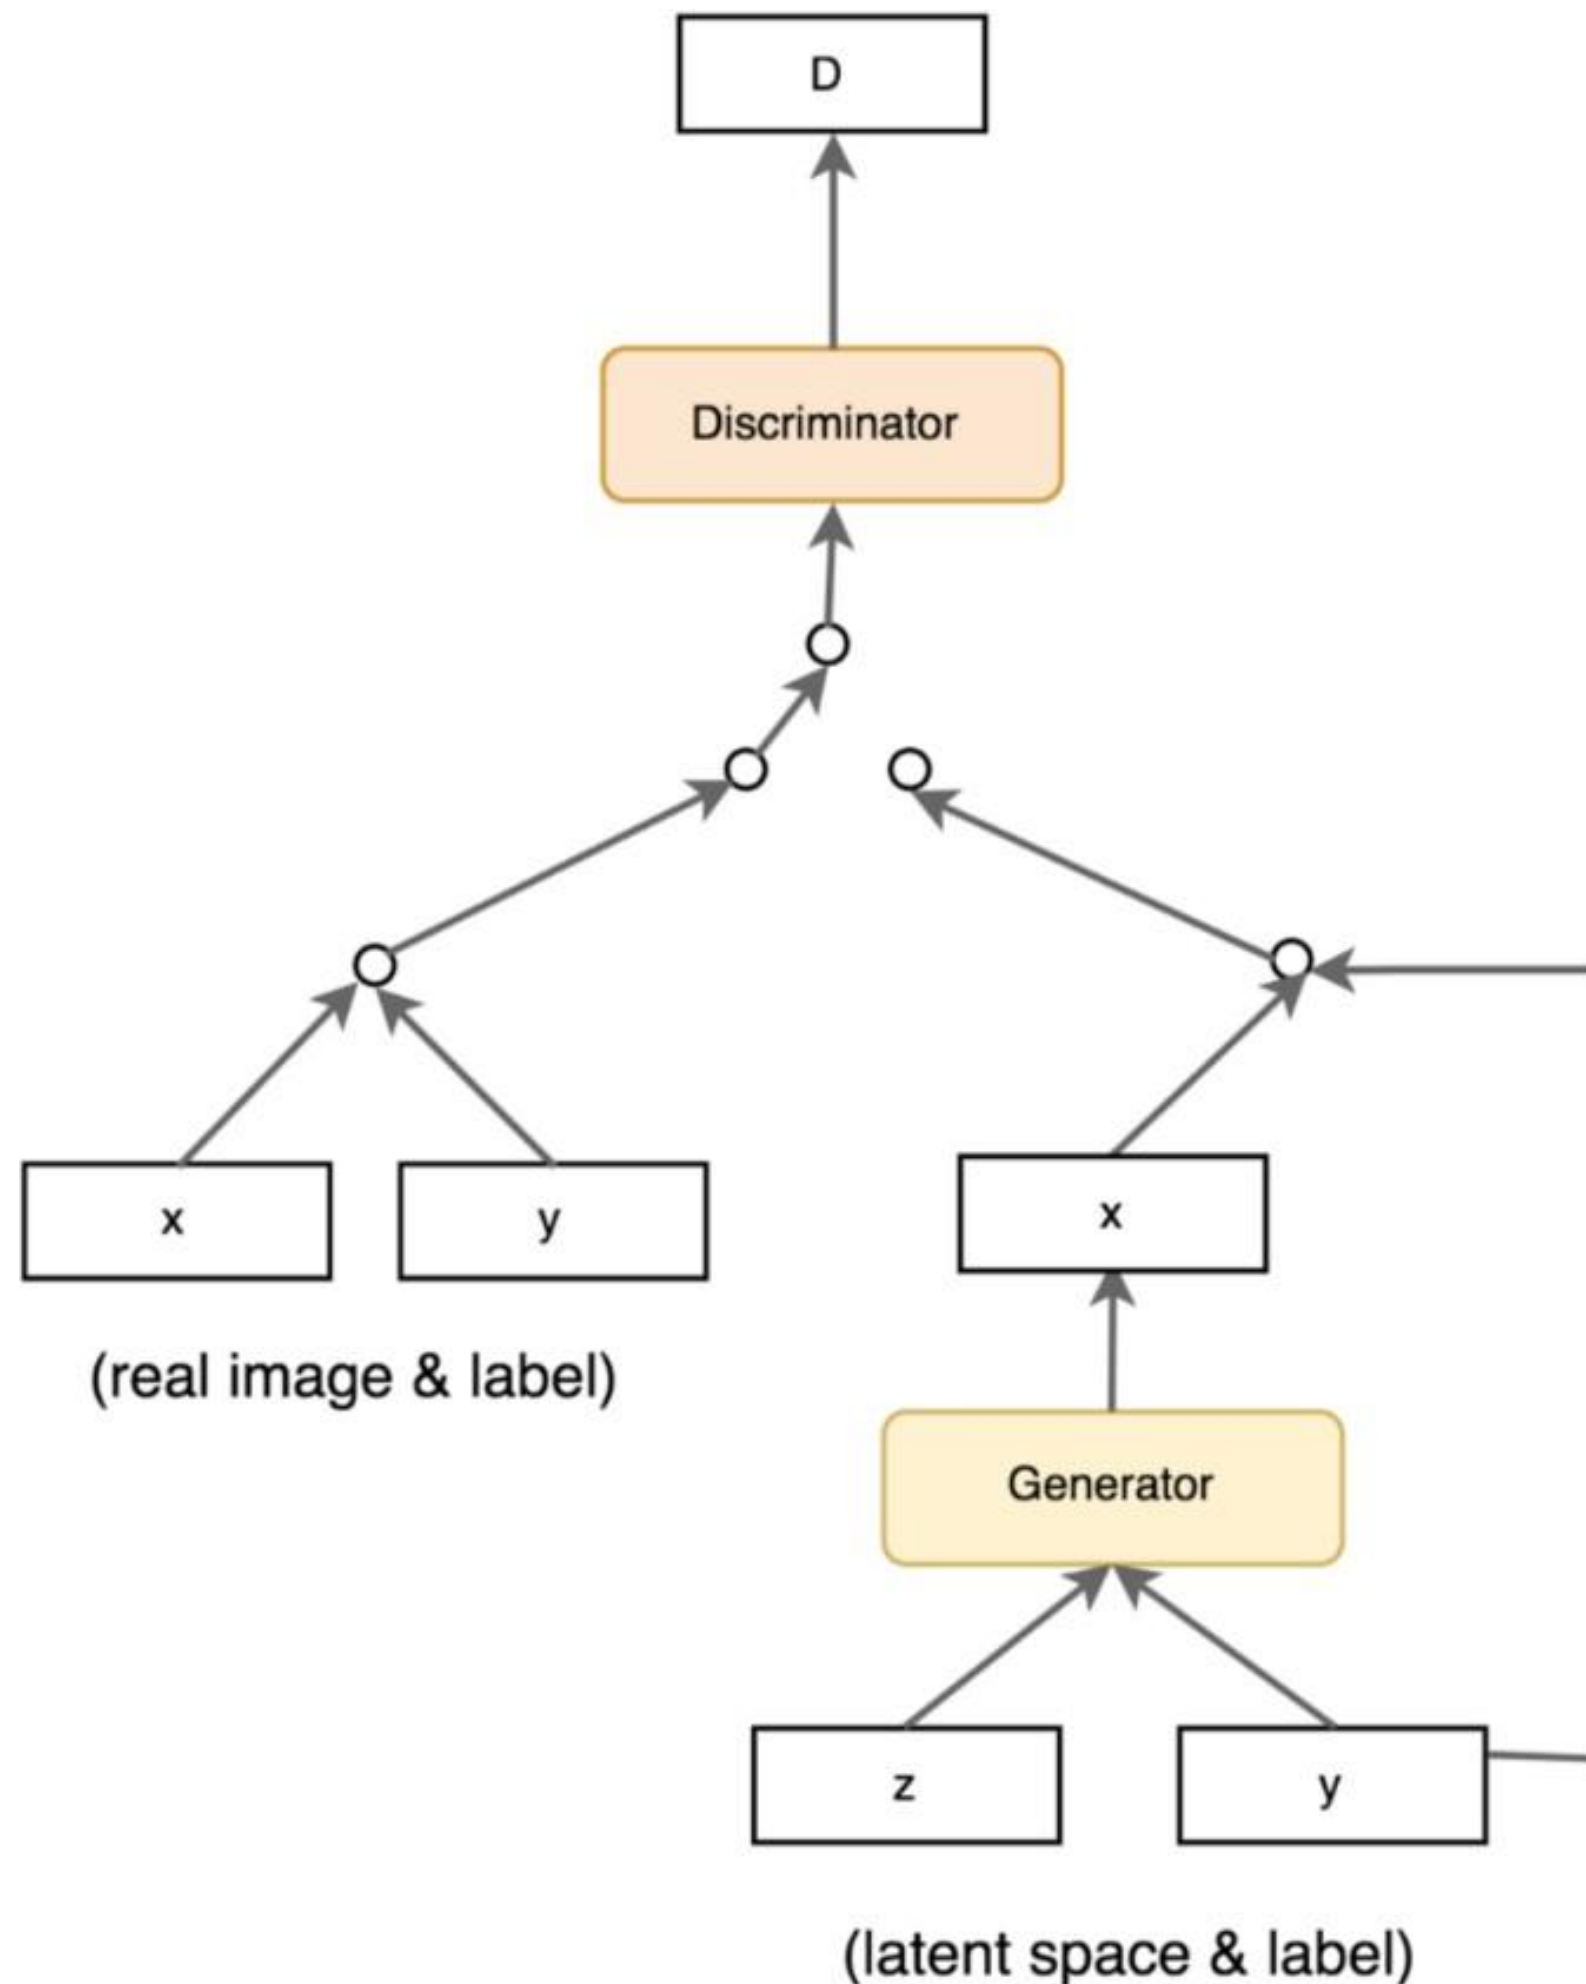 D
Discriminator
x
y
x
(real image & label)
Generator
z
y
(latent space & label)